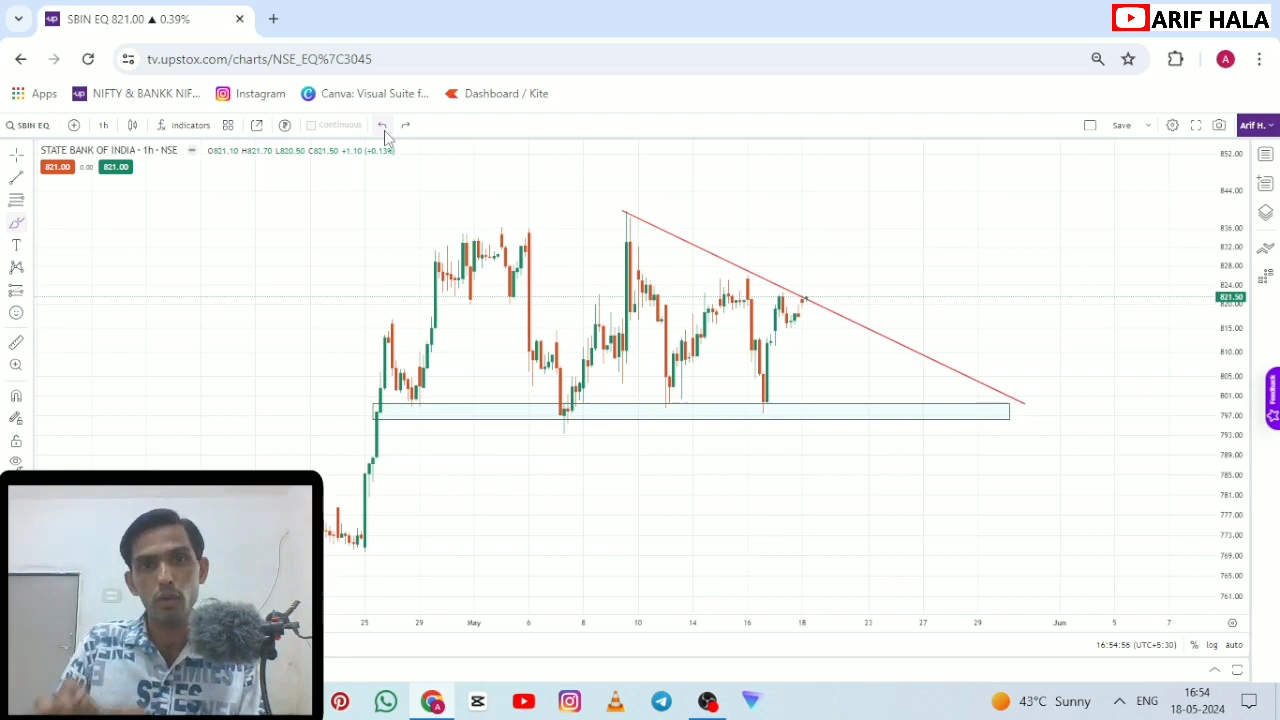 SBIN EQ 821.00 ▲ 0.39%
ARIF HALA
tv.upstox.com/charts/NSE_EQ%7C3045
A
Apps
NIFTY & BANKK NIF...
Instagram
Canva: Visual Suite f...
Dashboard / Kite
SBIN EQ
1h
Indicators
Continuous
Save
Arif H.
STATE BANK OF INDIA · 1h · NSE
O821.10 H821.70 L820.50 C821.50 +1.10 (+0.13%)
821.00 0.00 821.00
852.00
844.00
836.00
832.00
828.00
824.00
821.50
820.00
815.00
810.00
805.00
801.00
797.00
793.00
789.00
785.00
781.00
777.00
773.00
769.00
765.00
761.00
Feedback
25 29 May 6 8 10 14 16 18 23 27 29 Jun 5 7
16:54:56 (UTC+5:30) % log auto
43°C Sunny
ENG
16:54
18-05-2024